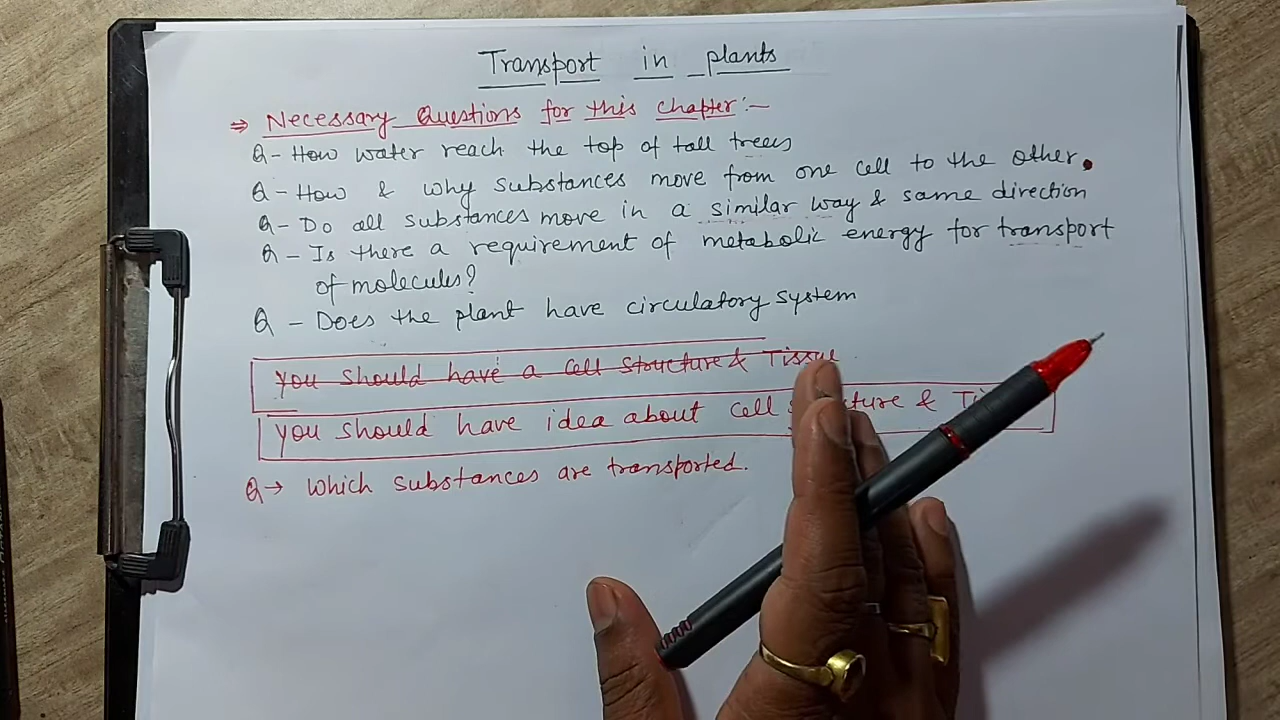 Transport in plants
⇒ Necessary Questions for this chapter:-
Q - How water reach the top of tall trees
Q - How & why substances move from one cell to the other.
Q - Do all substances move in a similar way & same direction
Q - Is there a requirement of metabolic energy for transport
of molecules?
Q - Does the plant have circulatory system
You should have a cell structure & Tissue
You should have idea about cell &
Q → Which substances are transported.